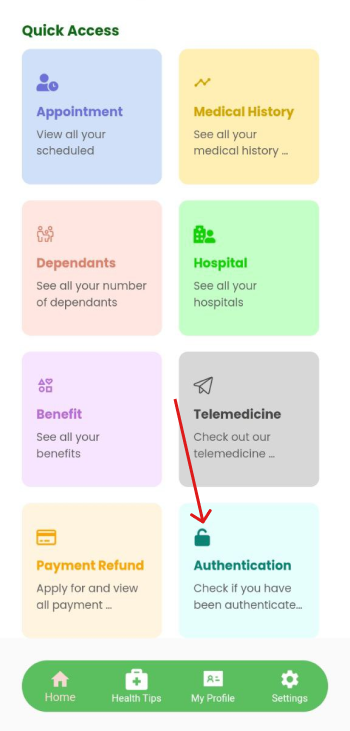 Quick Access
Appointment
View all your
scheduled
Medical History
See all your
medical history ...
Dependants
See all your number
of dependants
Hospital
See all your
hospitals
Benefit
See all your
benefits
Telemedicine
Check out our
telemedicine ...
Payment Refund
Apply for and view
all payment ...
Authentication
Check if you have
been authenticate...
Home
Health Tips
My Profile
Settings